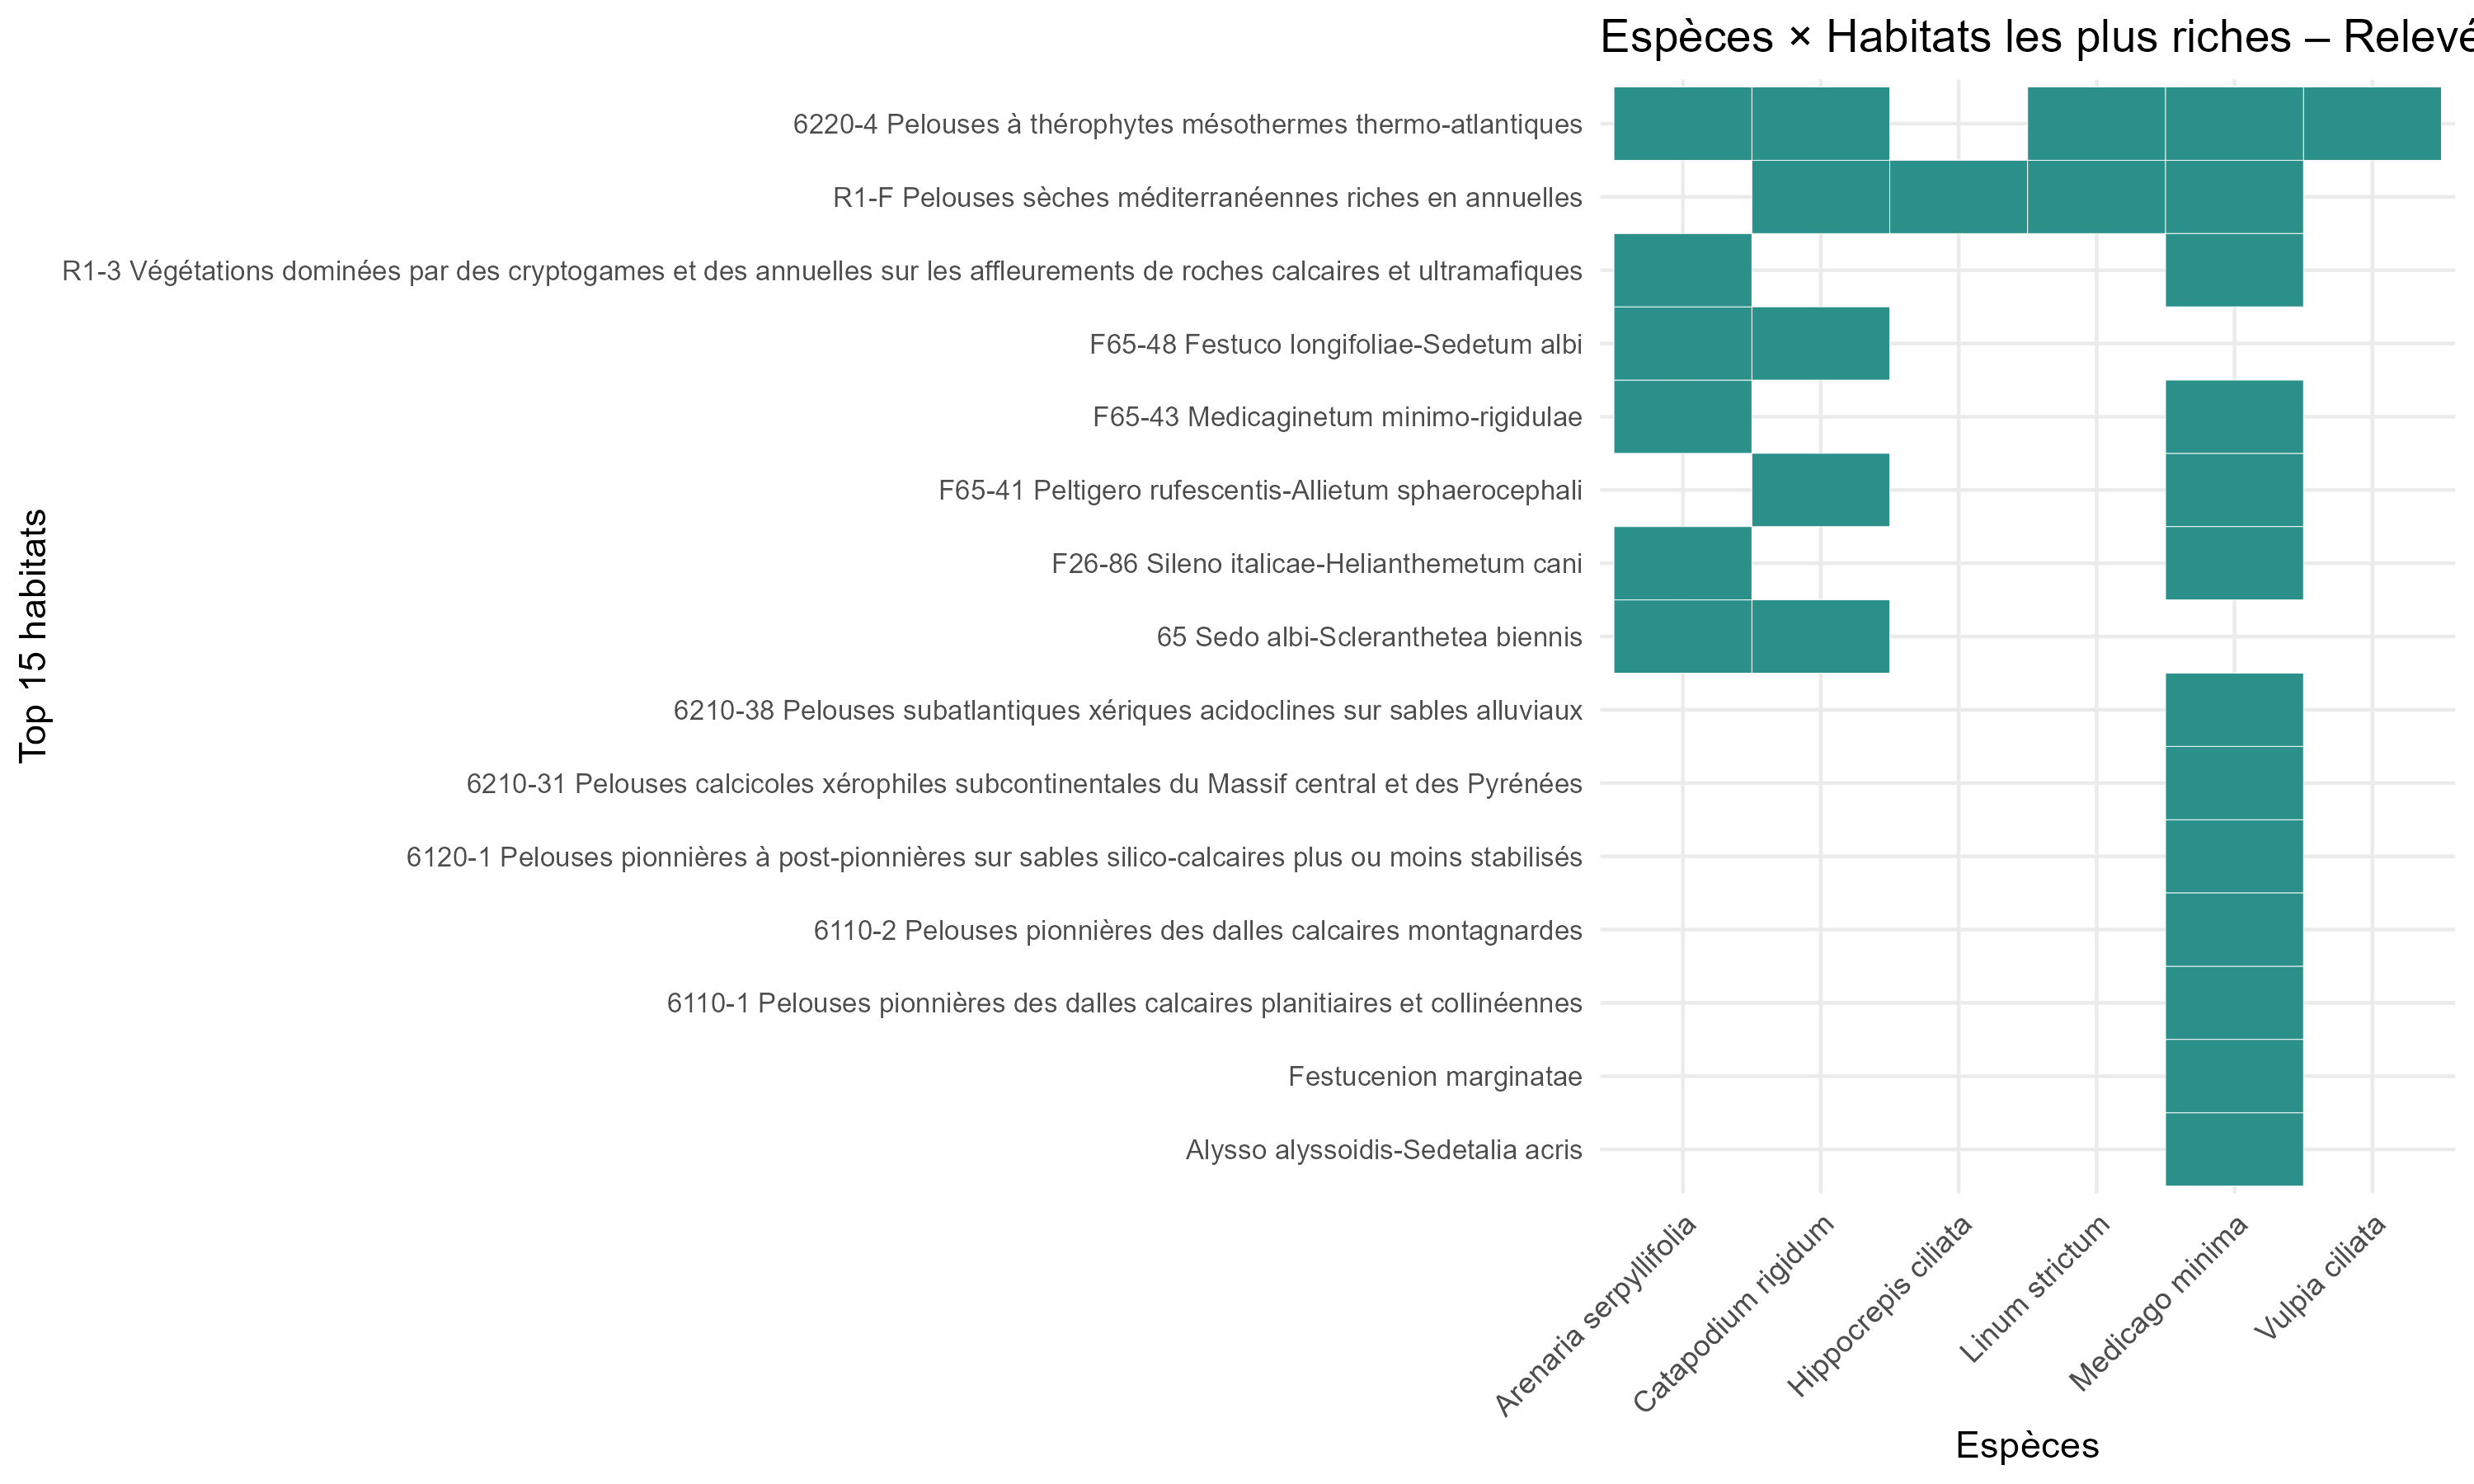 Espèces × Habitats les plus riches – Relevé
6220-4 Pelouses à thérophytes mésothermes thermo-atlantiques
R1-F Pelouses sèches méditerranéennes riches en annuelles
R1-3 Végétations dominées par des cryptogames et des annuelles sur les affleurements de roches calcaires et ultramafiques
F65-48 Festuco longifoliae-Sedetum albi
F65-43 Medicaginetum minimo-rigidulae
F65-41 Peltigero rufescentis-Allietum sphaerocephali
F26-86 Sileno italicae-Helianthemetum cani
65 Sedo albi-Scleranthetea biennis
6210-38 Pelouses subatlantiques xériques acidoclines sur sables alluviaux
6210-31 Pelouses calcicoles xérophiles subcontinentales du Massif central et des Pyrénées
6120-1 Pelouses pionnières à post-pionnières sur sables silico-calcaires plus ou moins stabilisés
6110-2 Pelouses pionnières des dalles calcaires montagnardes
6110-1 Pelouses pionnières des dalles calcaires planitiaires et collinéennes
Festucenion marginatae
Alysso alyssoidis-Sedetalia acris
Top 15 habitats
Arenaria serpyllifolia
Catapodium rigidum
Hippocrepis ciliata
Linum strictum
Medicago minima
Vulpia ciliata
Espèces